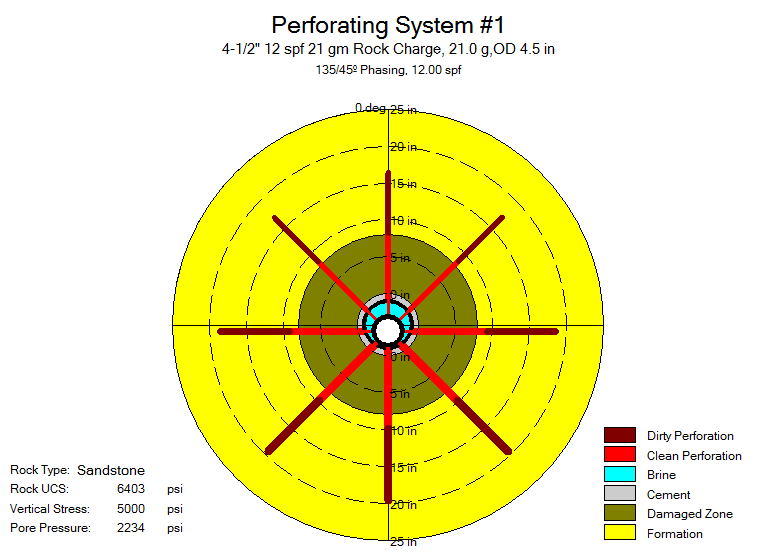 Perforating System #1
4-1/2" 12 spf 21 gm Rock Charge, 21.0 g,OD 4.5 in
135/45º Phasing, 12.00 spf
0 deg 25 in
20 in
15 in
10 in
5 in
0 in
0 in
5 in
10 in
15 in
20 in
25 in
Rock Type: Sandstone
Rock UCS: 6403 psi
Vertical Stress: 5000 psi
Pore Pressure: 2234 psi
Dirty Perforation
Clean Perforation
Brine
Cement
Damaged Zone
Formation